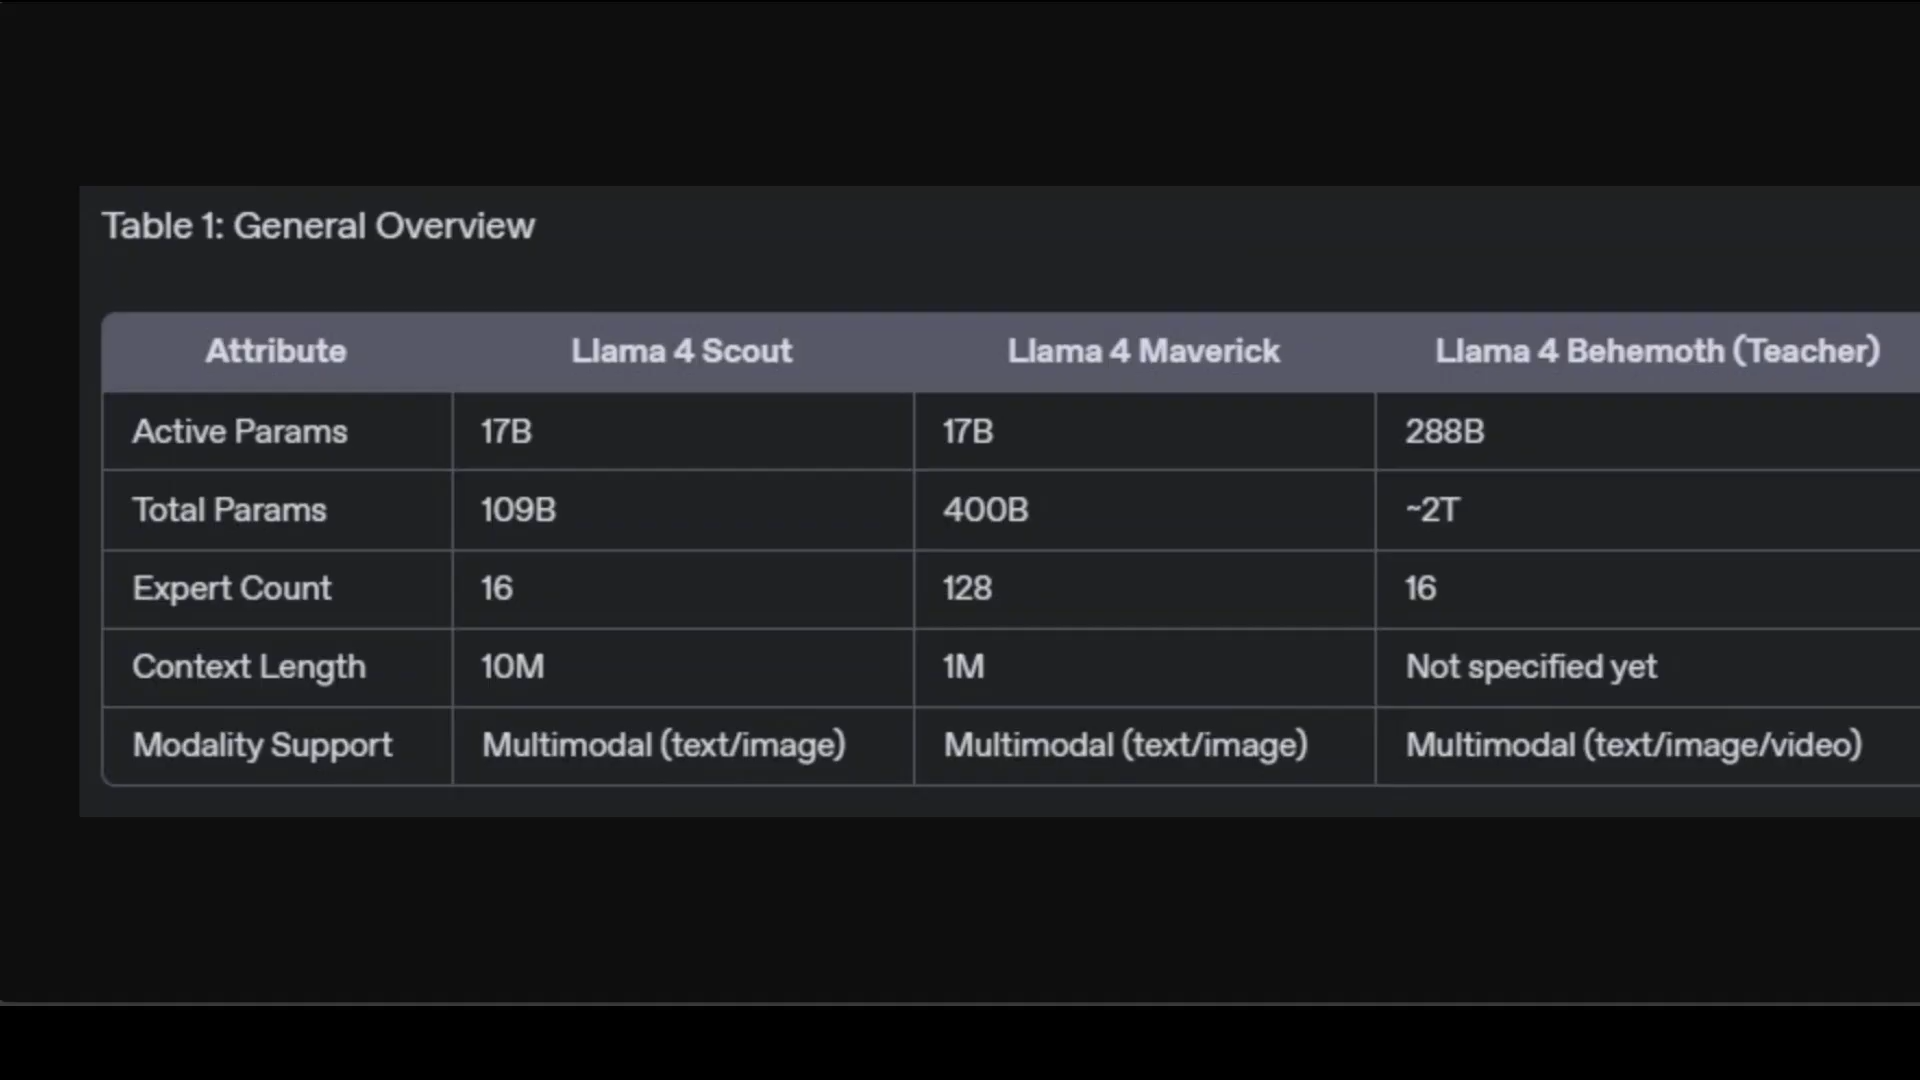 Table 1: General Overview
Attribute Llama 4 Scout Llama 4 Maverick Llama 4 Behemoth (Teacher)
Active Params 17B 17B 288B
Total Params 109B 400B ~2T
Expert Count 16 128 16
Context Length 10M 1M Not specified yet
Modality Support Multimodal (text/image) Multimodal (text/image) Multimodal (text/image/video)